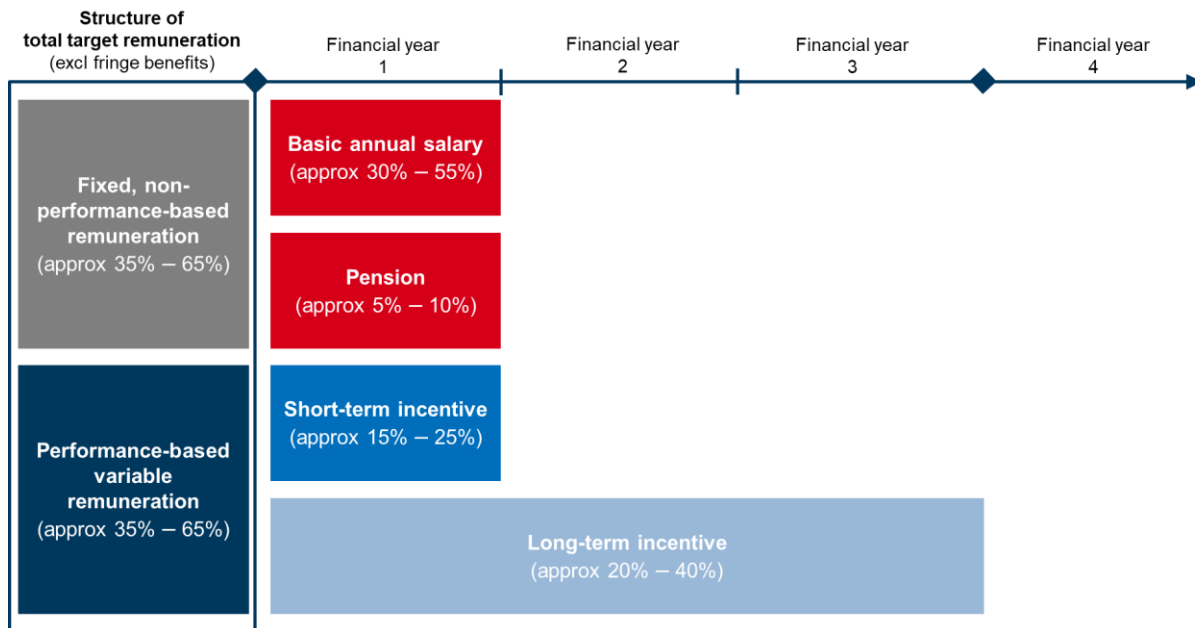 Structure of
total target remuneration
(excl fringe benefits)
Financial year
1
Financial year
2
Financial year
3
Financial year
4
Fixed, non-
performance-based
remuneration
(approx 35% – 65%)
Basic annual salary
(approx 30% – 55%)
Pension
(approx 5% – 10%)
Performance-based
variable
remuneration
(approx 35% – 65%)
Short-term incentive
(approx 15% – 25%)
Long-term incentive
(approx 20% – 40%)